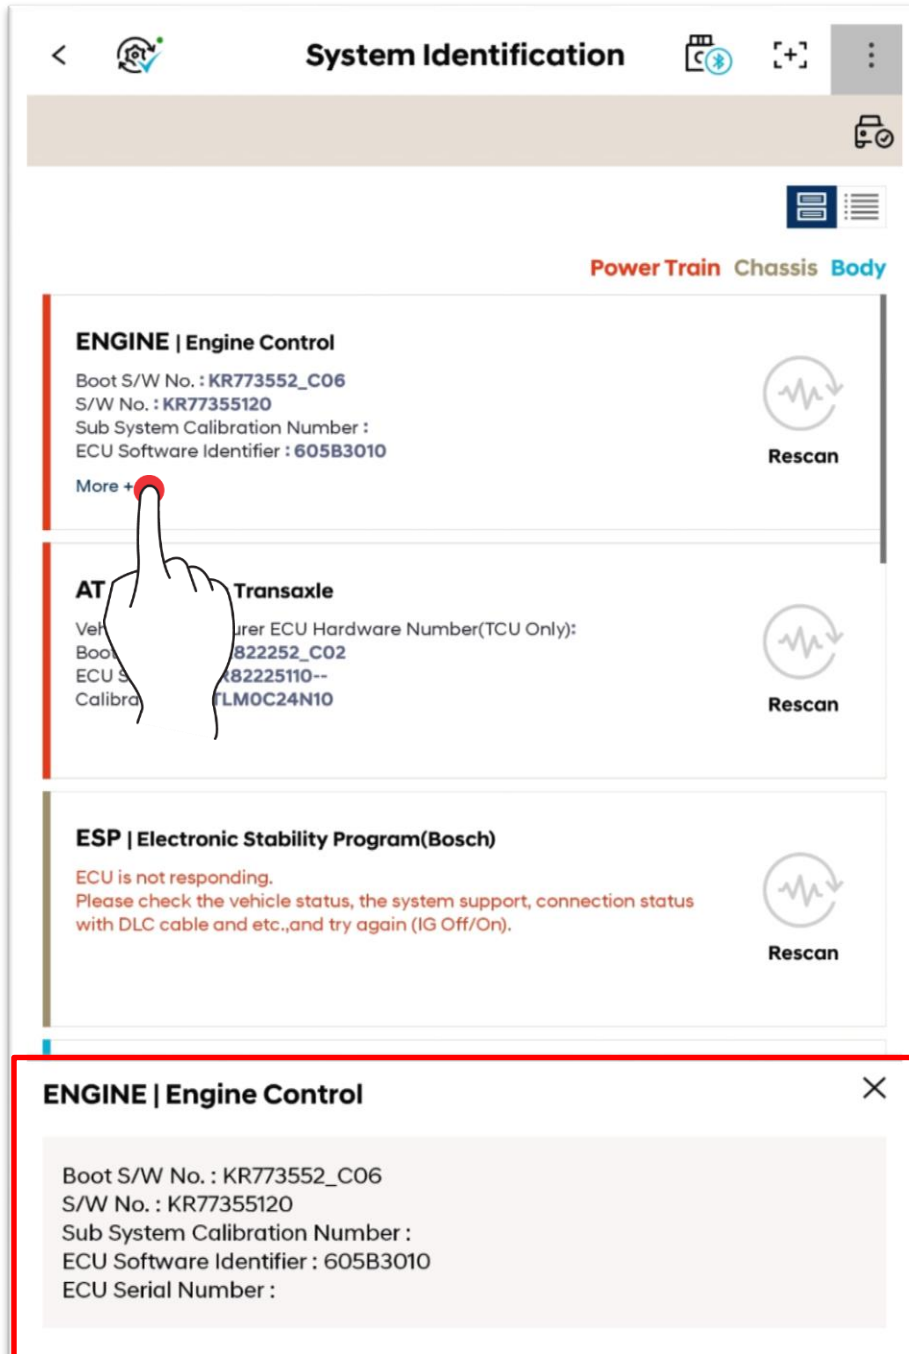 System Identification
Power Train Chassis Body
ENGINE | Engine Control
Boot S/W No. : KR773552_C06
S/W No. : KR77355120
Sub System Calibration Number :
ECU Software Identifier : 605B3010
More +
Rescan
AT Transaxle
ECU Hardware Number(TCU Only):
822252_C02
ECU 82225110--
TLM0C24N10
Rescan
ESP | Electronic Stability Program(Bosch)
ECU is not responding.
Please check the vehicle status, the system support, connection status
with DLC cable and etc.,and try again (IG Off/On).
Rescan
ENGINE | Engine Control
Boot S/W No. : KR773552_C06
S/W No. : KR77355120
Sub System Calibration Number :
ECU Software Identifier : 605B3010
ECU Serial Number :